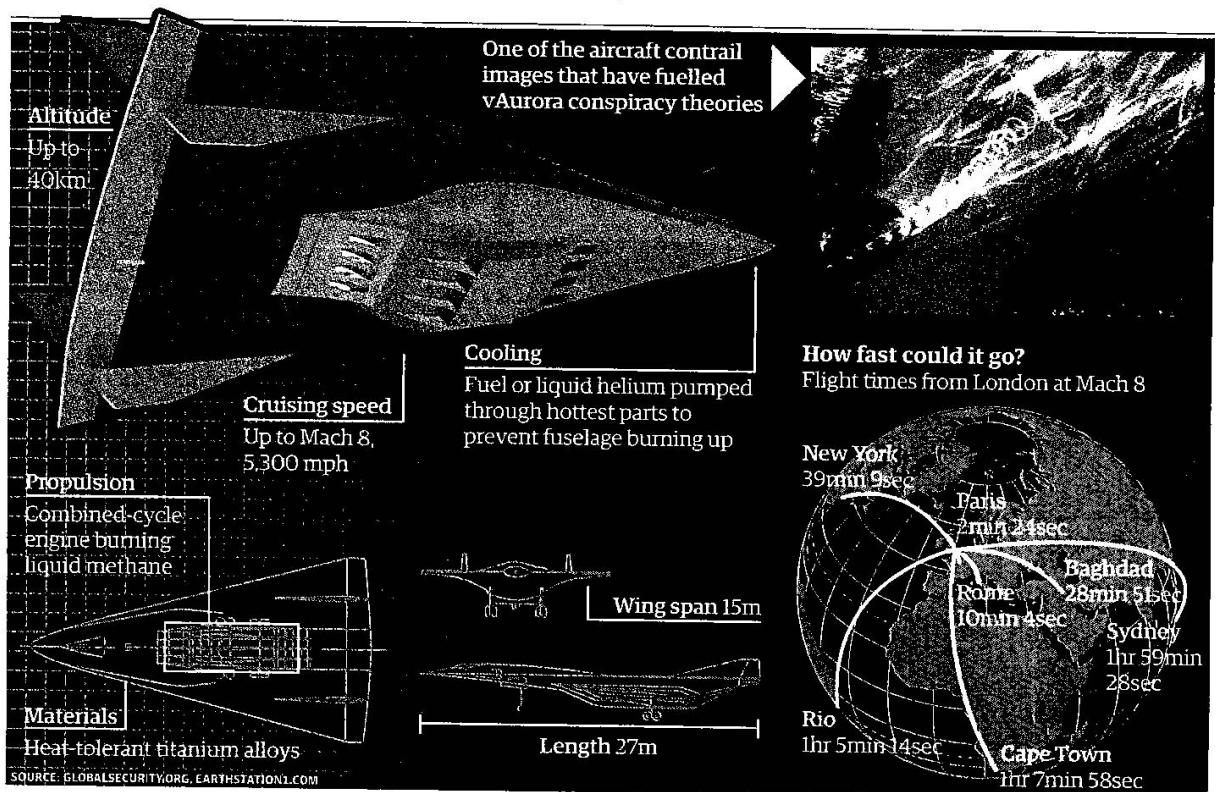 One of the aircraft contrail
images that have fuelled
vAurora conspiracy theories
Altitude
Up to
40km
Cooling
Fuel or liquid helium pumped
through hottest parts to
prevent fuselage burning up
Cruising speed
Up to Mach 8,
5,300 mph
Propulsion
Combined-cycle
engine burning
liquid methane
Materials
Heat-tolerant titanium alloys
Wing span 15m
Length 27m
How fast could it go?
Flight times from London at Mach 8
New York
39min 9sec
Paris
2min 24sec
Baghdad
28min 51sec
Rome
10min 4sec
Sydney
1hr 59min
28sec
Rio
1hr 5min 14sec
Cape Town
1hr 7min 58sec
SOURCE: GLOBALSECURITY.ORG, EARTHSTATION1.COM